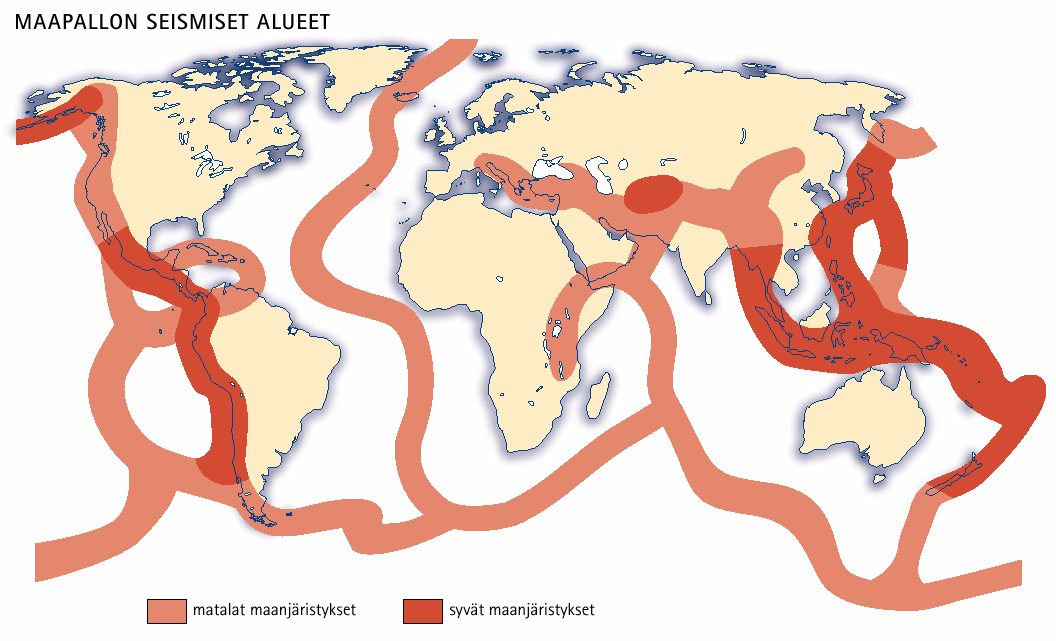 MAAPALLON SEISMISET ALUEET
matalat maanjäristykset
syvät maanjäristykset